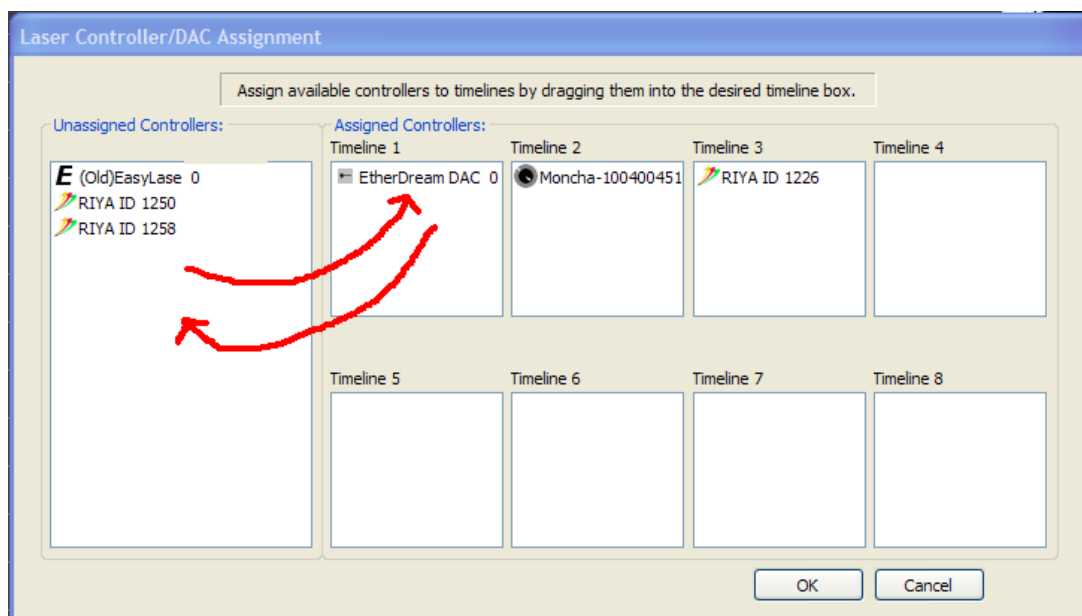 Laser Controller/DAC Assignment
Assign available controllers to timelines by dragging them into the desired timeline box.
Unassigned Controllers:
E (Old)EasyLase 0
RIYA ID 1250
RIYA ID 1258
Assigned Controllers:
Timeline 1
EtherDream DAC 0
Timeline 2
Moncha-100400451
Timeline 3
RIYA ID 1226
Timeline 4
Timeline 5
Timeline 6
Timeline 7
Timeline 8
OK
Cancel